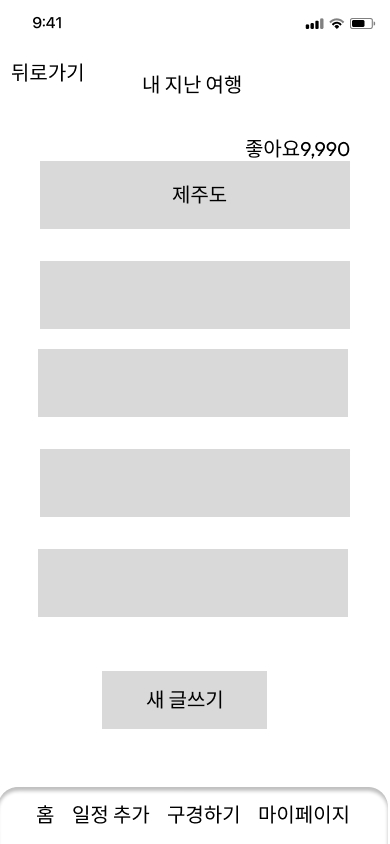 9:41
뒤로가기
내 지난 여행
좋아요9,990
제주도
새 글쓰기
홈 일정 추가 구경하기 마이페이지